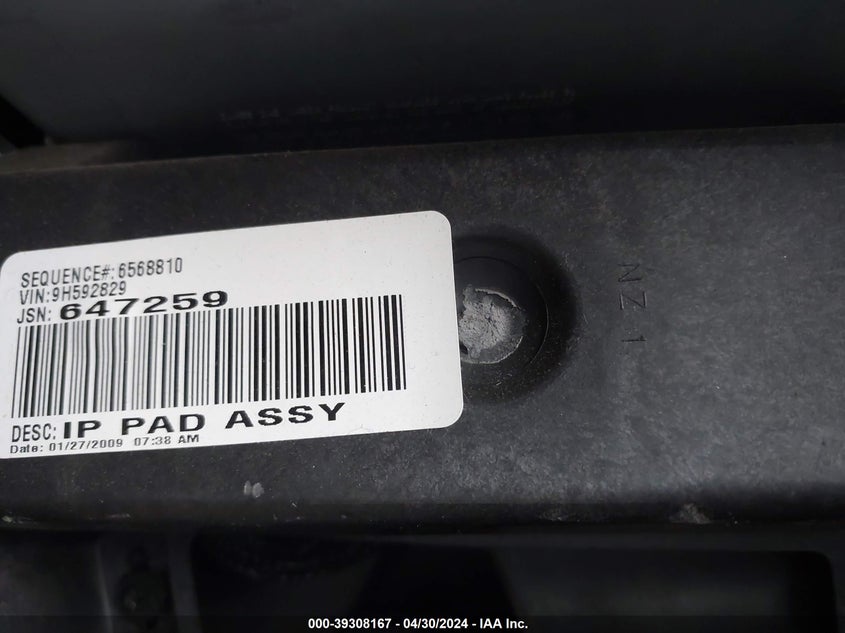 SEQUENCE#:6568810
VIN:9H592829
JSN:647259
DESC:IP PAD ASSY
Date: 01/27/2009 07:38 AM
NZ1
000-39308167 - 04/30/2024 - IAA Inc.